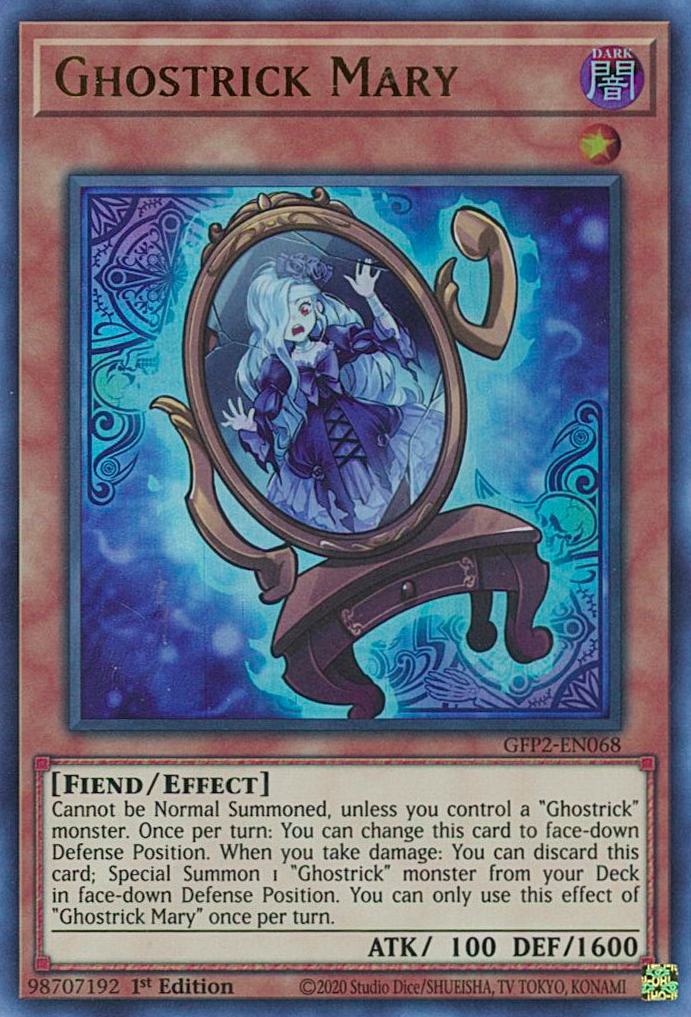 Ghostrick Mary
DARK
闇
GFP2-EN068
[Fiend/Effect]
Cannot be Normal Summoned, unless you control a "Ghostrick"
monster. Once per turn: You can change this card to face-down
Defense Position. When you take damage: You can discard this
card; Special Summon 1 "Ghostrick" monster from your Deck
in face-down Defense Position. You can only use this effect of
"Ghostrick Mary" once per turn.
ATK/ 100 DEF/1600
98707192 1st Edition ©2020 Studio Dice/SHUEISHA, TV TOKYO, KONAMI